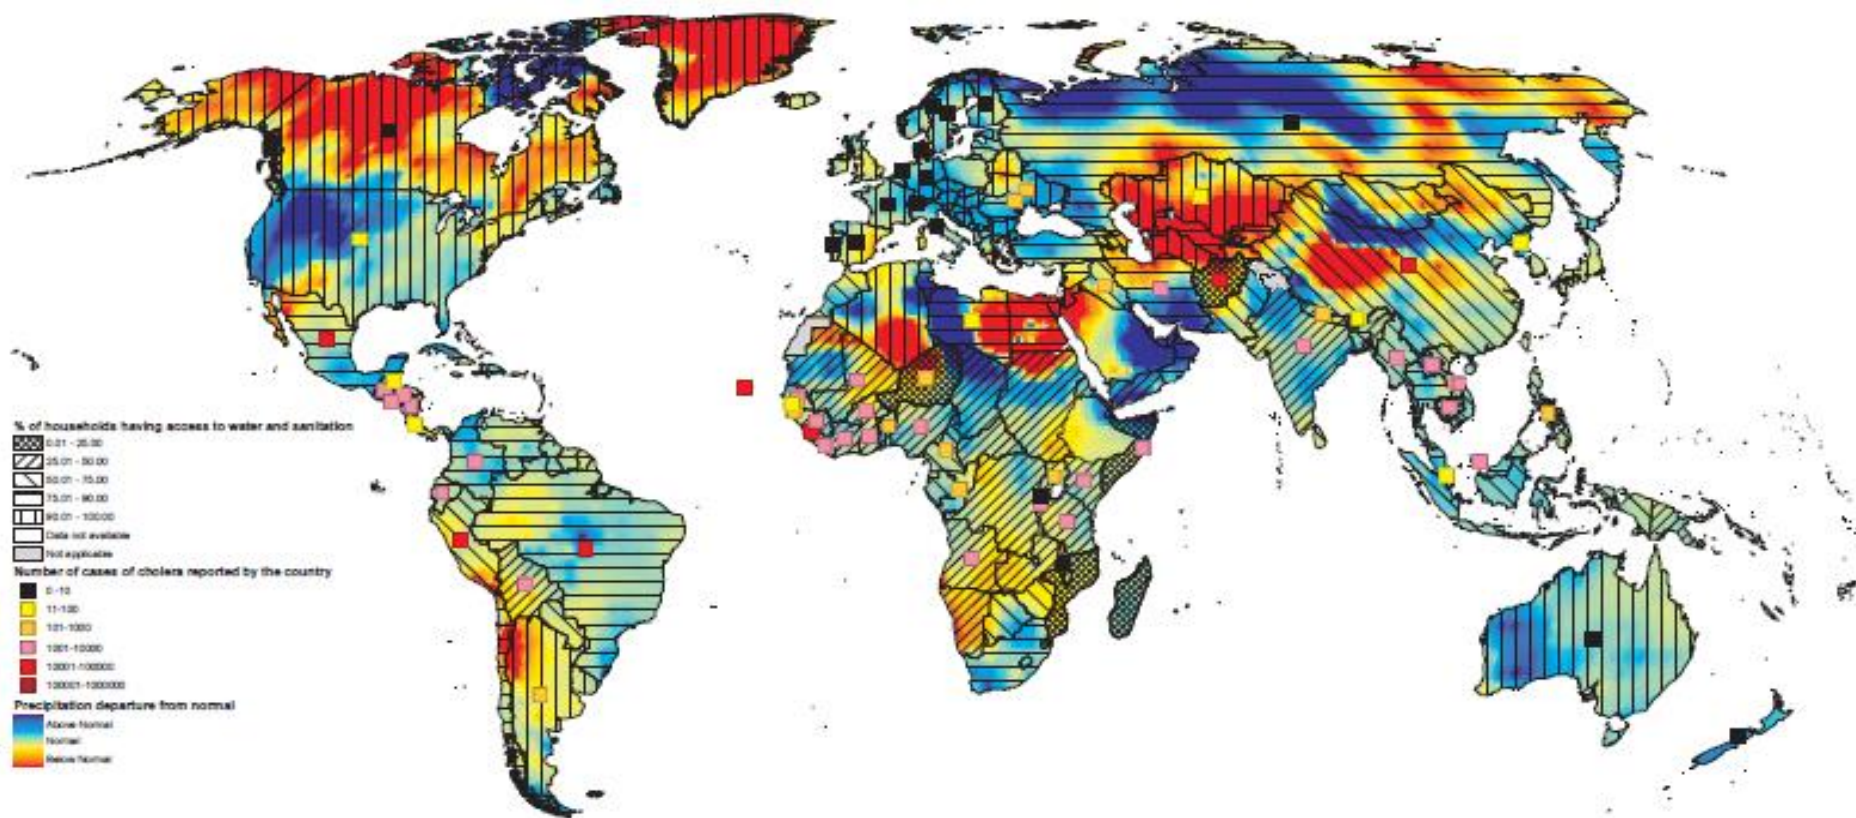 % of households having access to water and sanitation
0.01 - 25.00
25.01 - 50.00
50.01 - 75.00
75.01 - 90.00
90.01 - 100.00
Data not available
Not applicable
Number of cases of cholera reported by the country
0 -10
11-100
101-1000
1001-10000
10001-100000
100001-1000000
Precipitation departure from normal
Above Normal
Normal
Below Normal